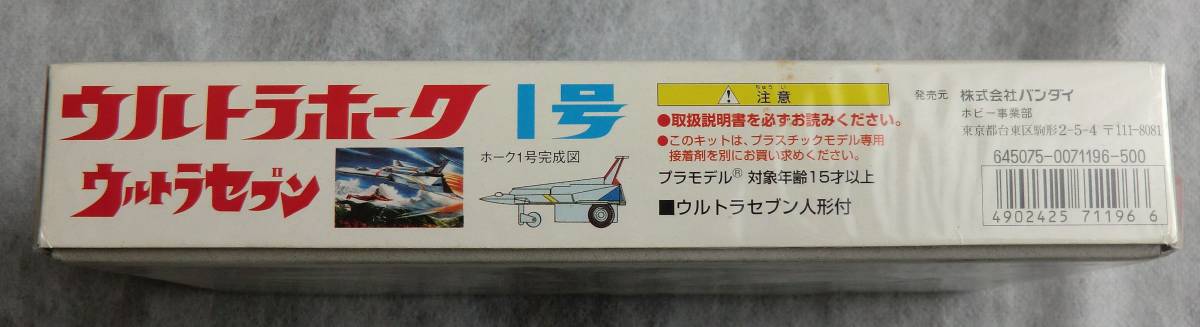 ウルトラホーク 1号
ウルトラセブン
ホーク1号完成図
注意
ちゅうい
●取扱説明書を必ずお読みください。
●このキットは、プラスチックモデル専用
接着剤を別にお買い求めください。
プラモデル® 対象年齢15才以上
■ウルトラセブン人形付
発売元 株式会社バンダイ
ホビー事業部
東京都台東区駒形2-5-4 〒111-8081
645075-0071196-500
4902425 71196 6